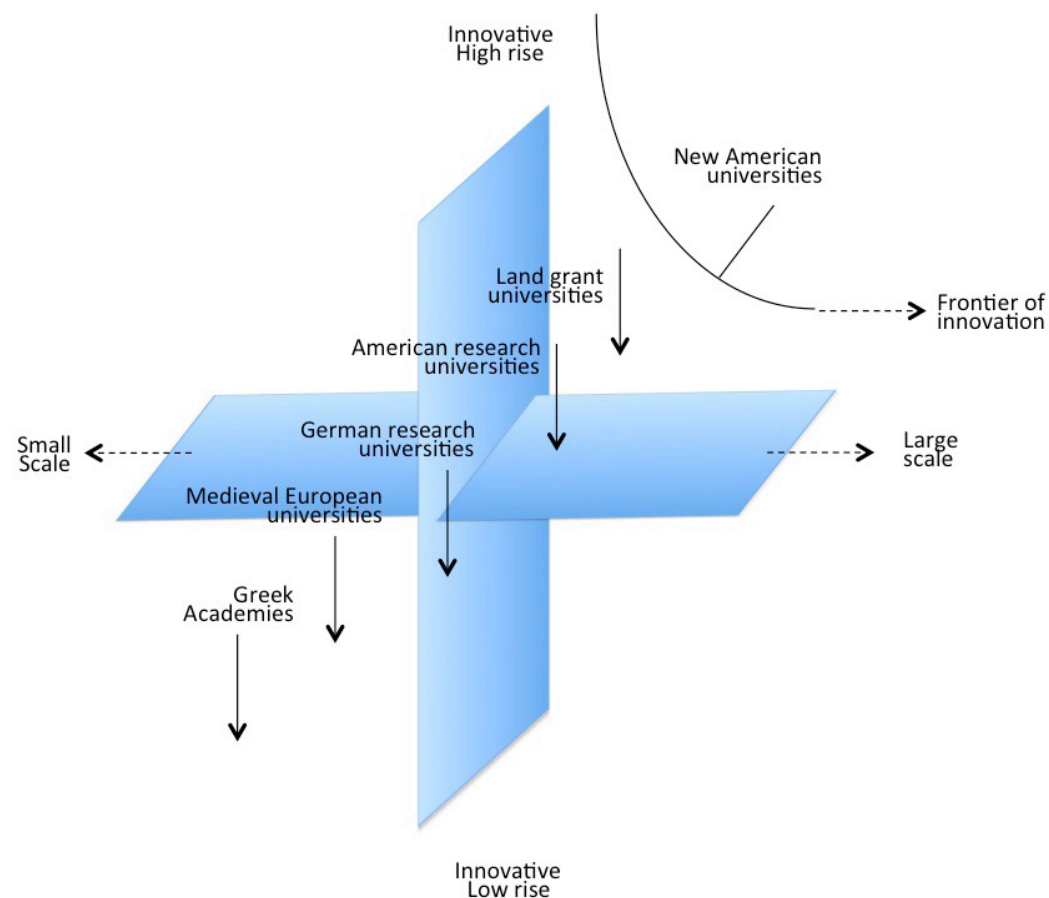 Innovative
High rise
New American
universities
Land grant
universities
Frontier of
innovation
American research
universities
German research
universities
Small
Scale
Large
scale
Medieval European
universities
Greek
Academies
Innovative
Low rise